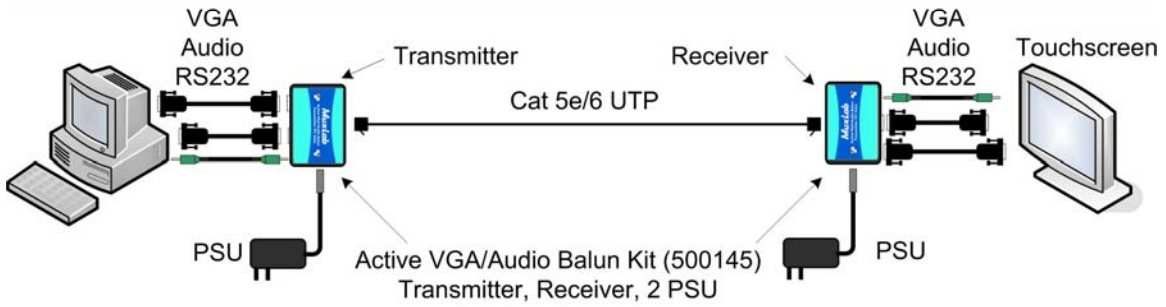 VGA
Audio
RS232
Transmitter
Receiver
VGA
Audio
RS232
Touchscreen
Cat 5e/6 UTP
MuxLab
MuxLab
PSU
Active VGA/Audio Balun Kit (500145)
Transmitter, Receiver, 2 PSU
PSU